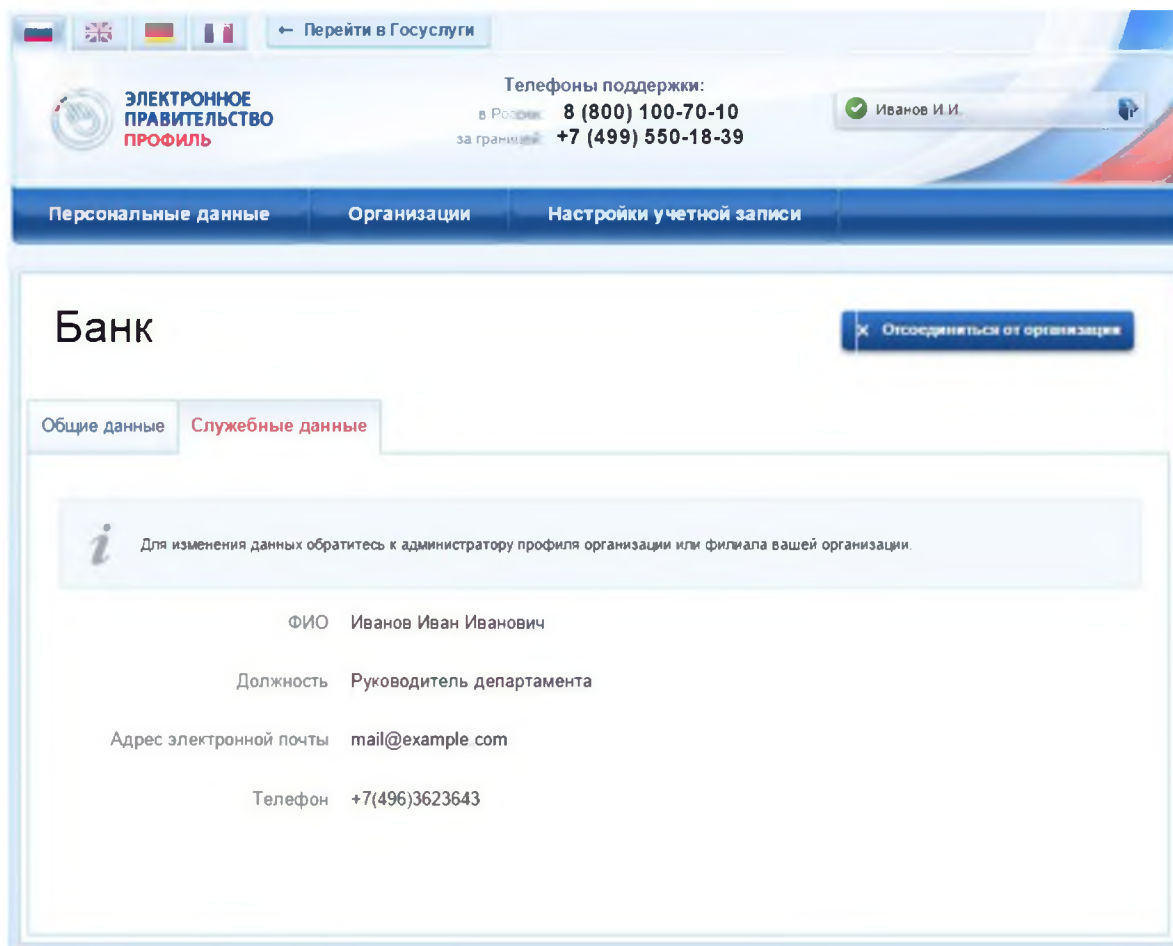 ← Перейти в Госуслуги
ЭЛЕКТРОННОЕ
ПРАВИТЕЛЬСТВО
ПРОФИЛЬ
Телефоны поддержки:
в России: 8 (800) 100-70-10
за границей: +7 (499) 550-18-39
Иванов И.И.
Персональные данные Организации Настройки учетной записи
Банк
× Отсоединиться от организации
Общие данные Служебные данные
Для изменения данных обратитесь к администратору профиля организации или филиала вашей организации.
ФИО Иванов Иван Иванович
Должность Руководитель департамента
Адрес электронной почты mail@example.com
Телефон +7(496)3623643